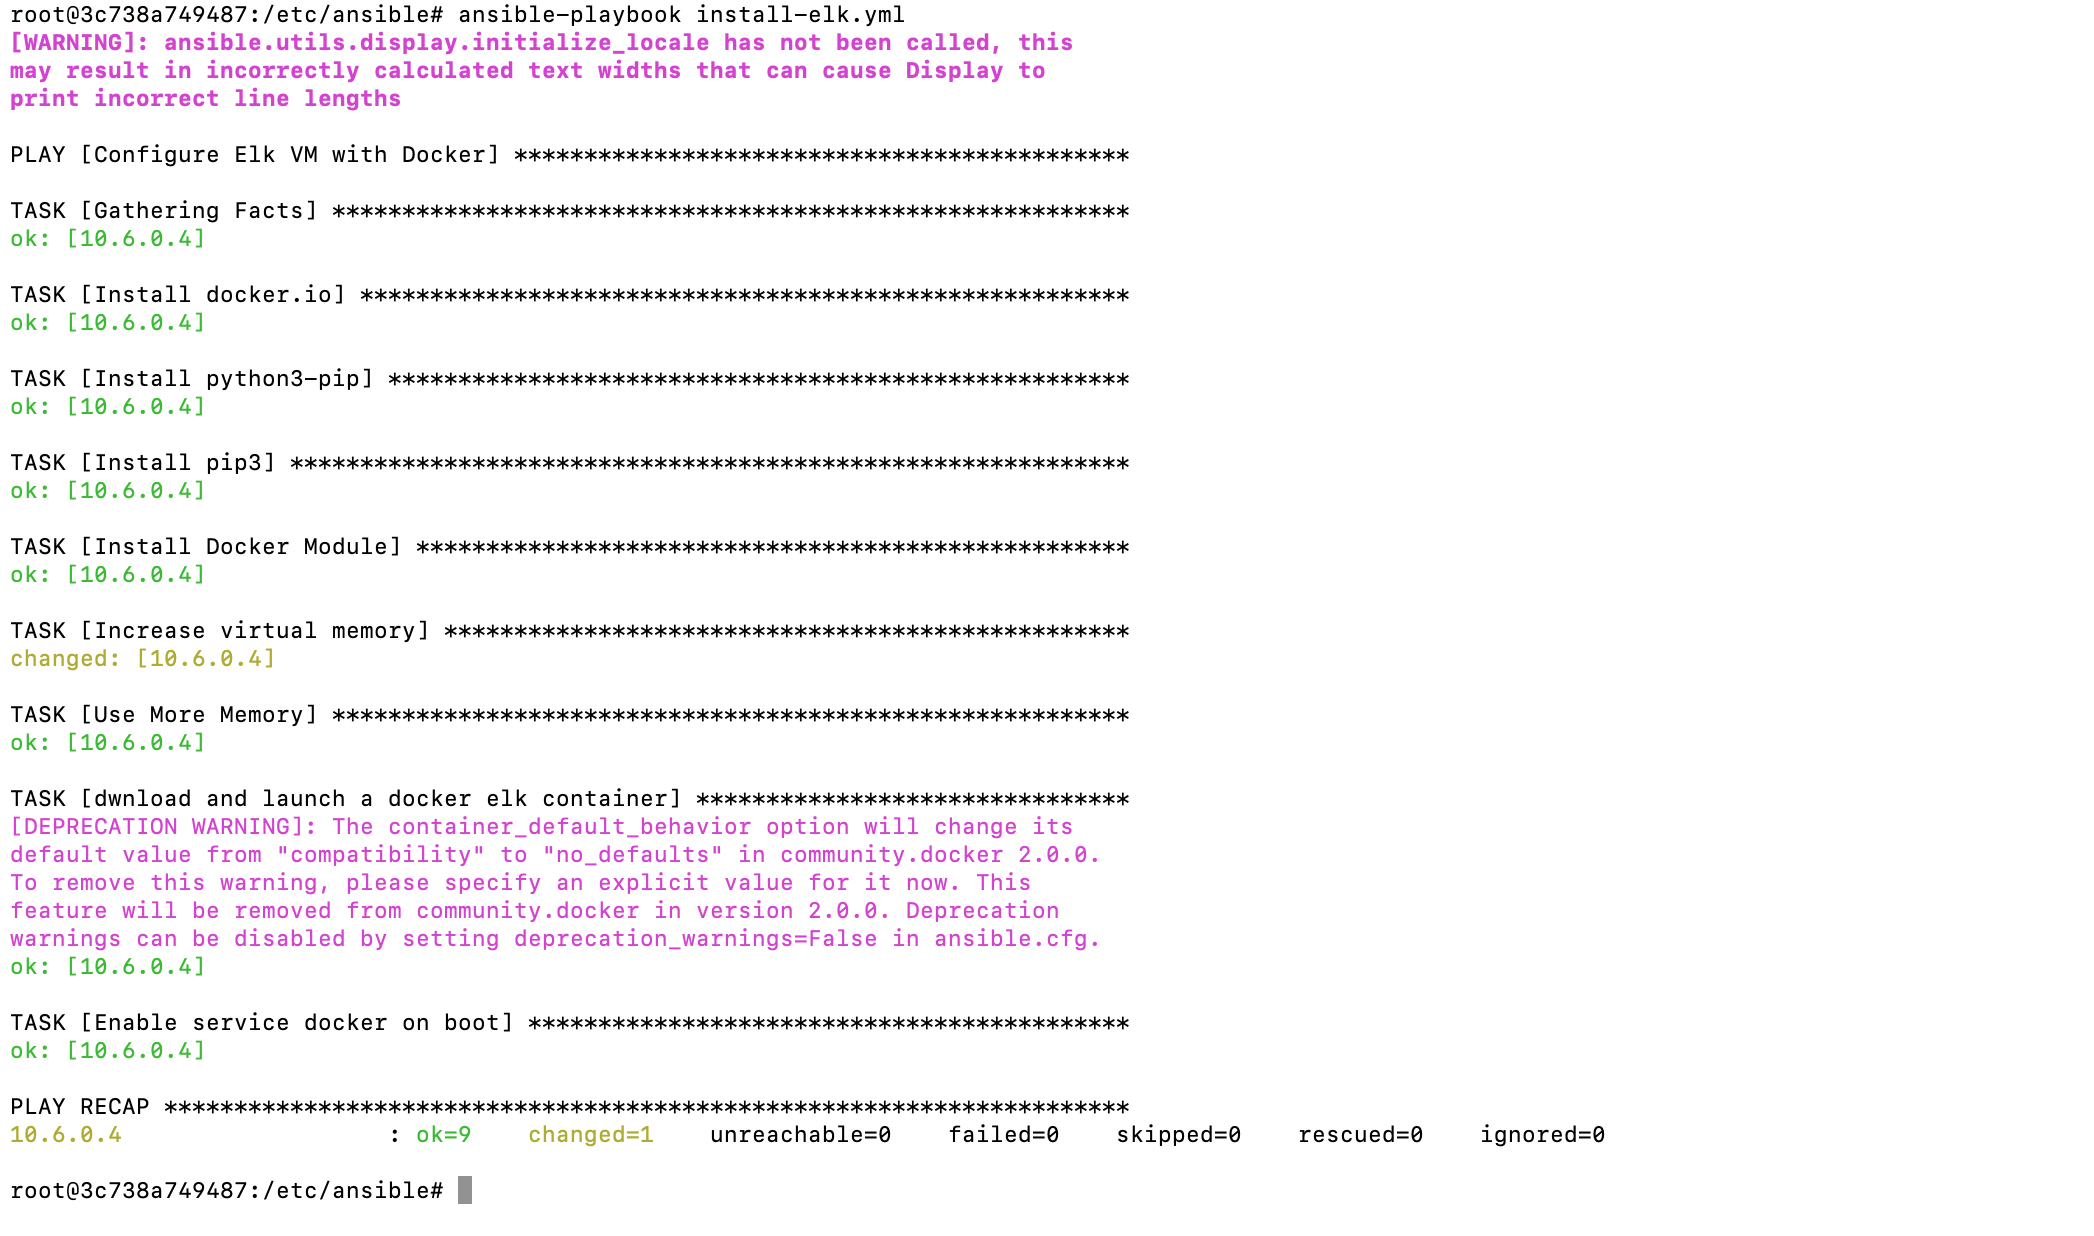 root@3c738a749487:/etc/ansible# ansible-playbook install-elk.yml
[WARNING]: ansible.utils.display.initialize_locale has not been called, this
may result in incorrectly calculated text widths that can cause Display to
print incorrect line lengths
PLAY [Configure Elk VM with Docker] ********************************************
TASK [Gathering Facts] *********************************************************
ok: [10.6.0.4]
TASK [Install docker.io] *******************************************************
ok: [10.6.0.4]
TASK [Install python3-pip] *****************************************************
ok: [10.6.0.4]
TASK [Install pip3] ************************************************************
ok: [10.6.0.4]
TASK [Install Docker Module] ***************************************************
ok: [10.6.0.4]
TASK [Increase virtual memory] *************************************************
changed: [10.6.0.4]
TASK [Use More Memory] *********************************************************
ok: [10.6.0.4]
TASK [dwnload and launch a docker elk container] *******************************
[DEPRECATION WARNING]: The container_default_behavior option will change its
default value from "compatibility" to "no_defaults" in community.docker 2.0.0.
To remove this warning, please specify an explicit value for it now. This
feature will be removed from community.docker in version 2.0.0. Deprecation
warnings can be disabled by setting deprecation_warnings=False in ansible.cfg.
ok: [10.6.0.4]
TASK [Enable service docker on boot] *******************************************
ok: [10.6.0.4]
PLAY RECAP *********************************************************************
10.6.0.4                   : ok=9    changed=1    unreachable=0    failed=0    skipped=0    rescued=0    ignored=0
root@3c738a749487:/etc/ansible#